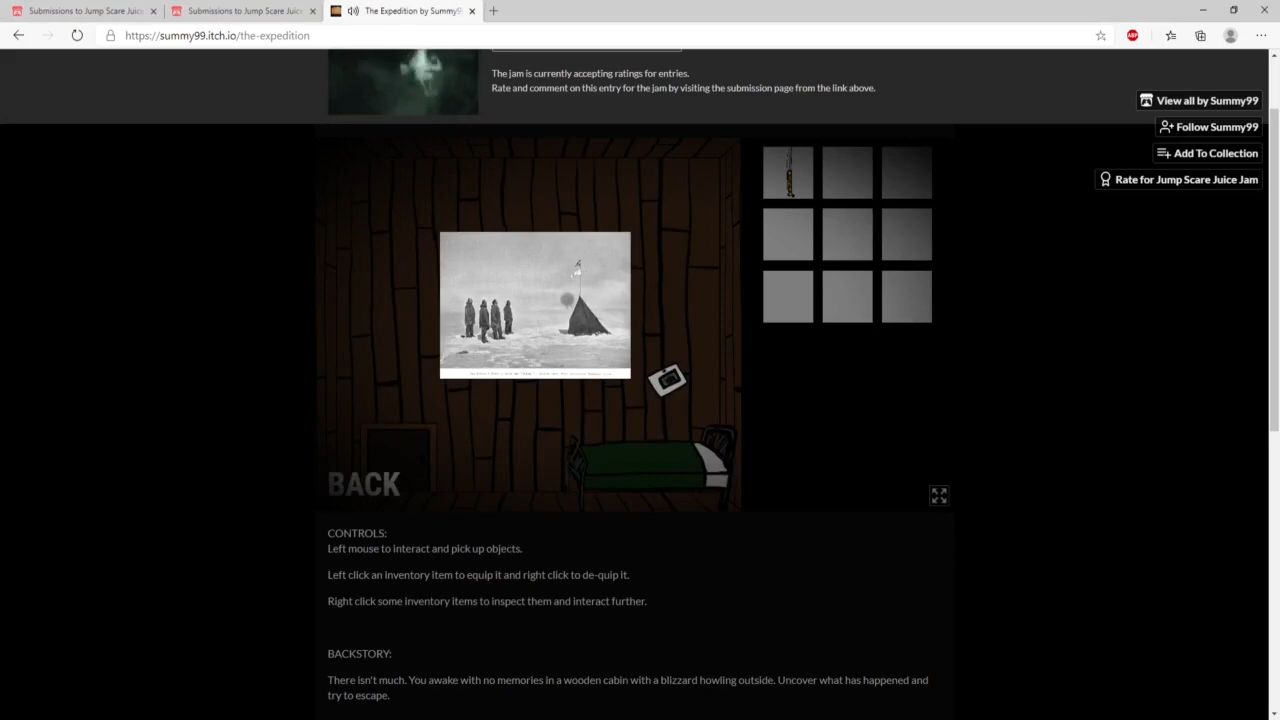 Submissions to Jump Scare Juice
Submissions to Jump Scare Juice
The Expedition by Summy9
https://summy99.itch.io/the-expedition
ABP
The jam is currently accepting ratings for entries.
Rate and comment on this entry for the jam by visiting the submission page from the link above.
View all by Summy99
Follow Summy99
Add To Collection
Rate for Jump Scare Juice Jam
BACK
CONTROLS:
Left mouse to interact and pick up objects.
Left click an inventory item to equip it and right click to de-quip it.
Right click some inventory items to inspect them and interact further.
BACKSTORY:
There isn't much. You awake with no memories in a wooden cabin with a blizzard howling outside. Uncover what has happened and
try to escape.